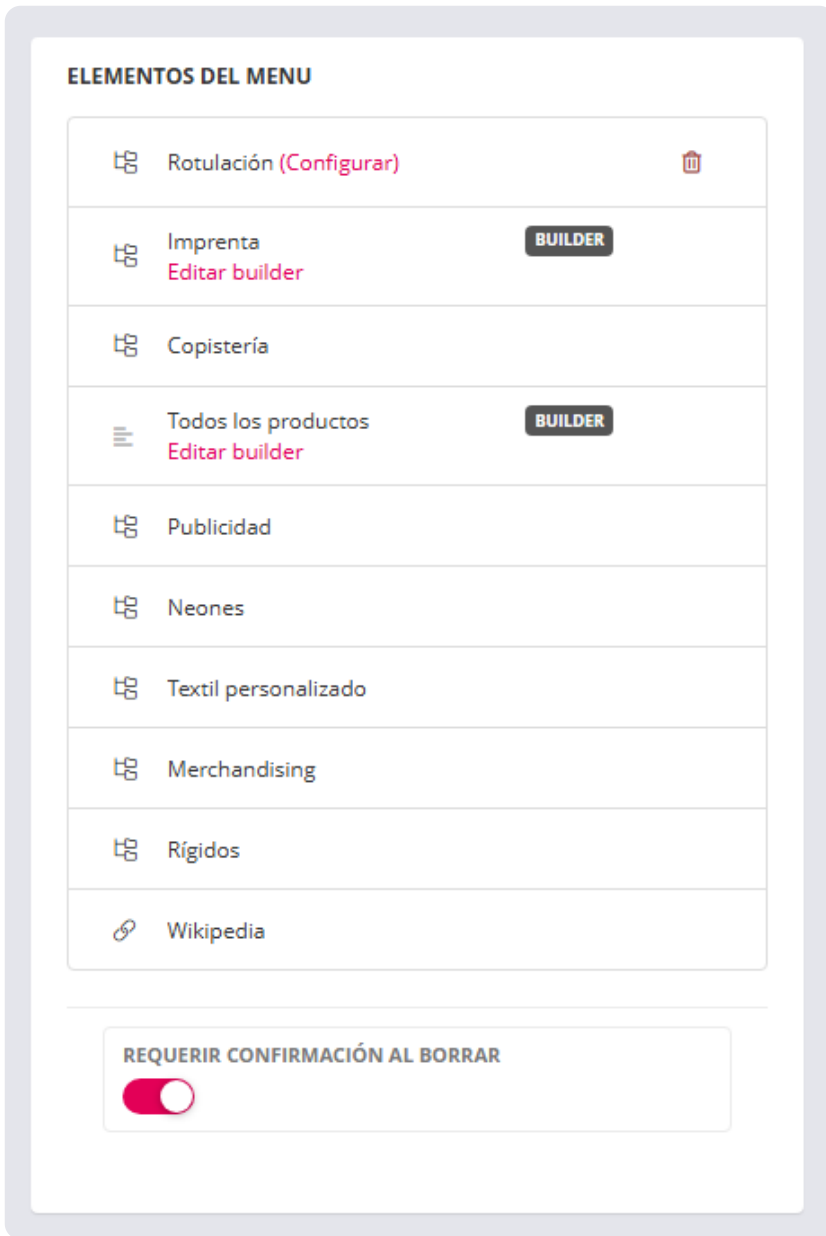 ELEMENTOS DEL MENU
Rotulación (Configurar)
Imprenta
BUILDER
Editar builder
Copistería
Todos los productos
BUILDER
Editar builder
Publicidad
Neones
Textil personalizado
Merchandising
Rígidos
Wikipedia
REQUERIR CONFIRMACIÓN AL BORRAR